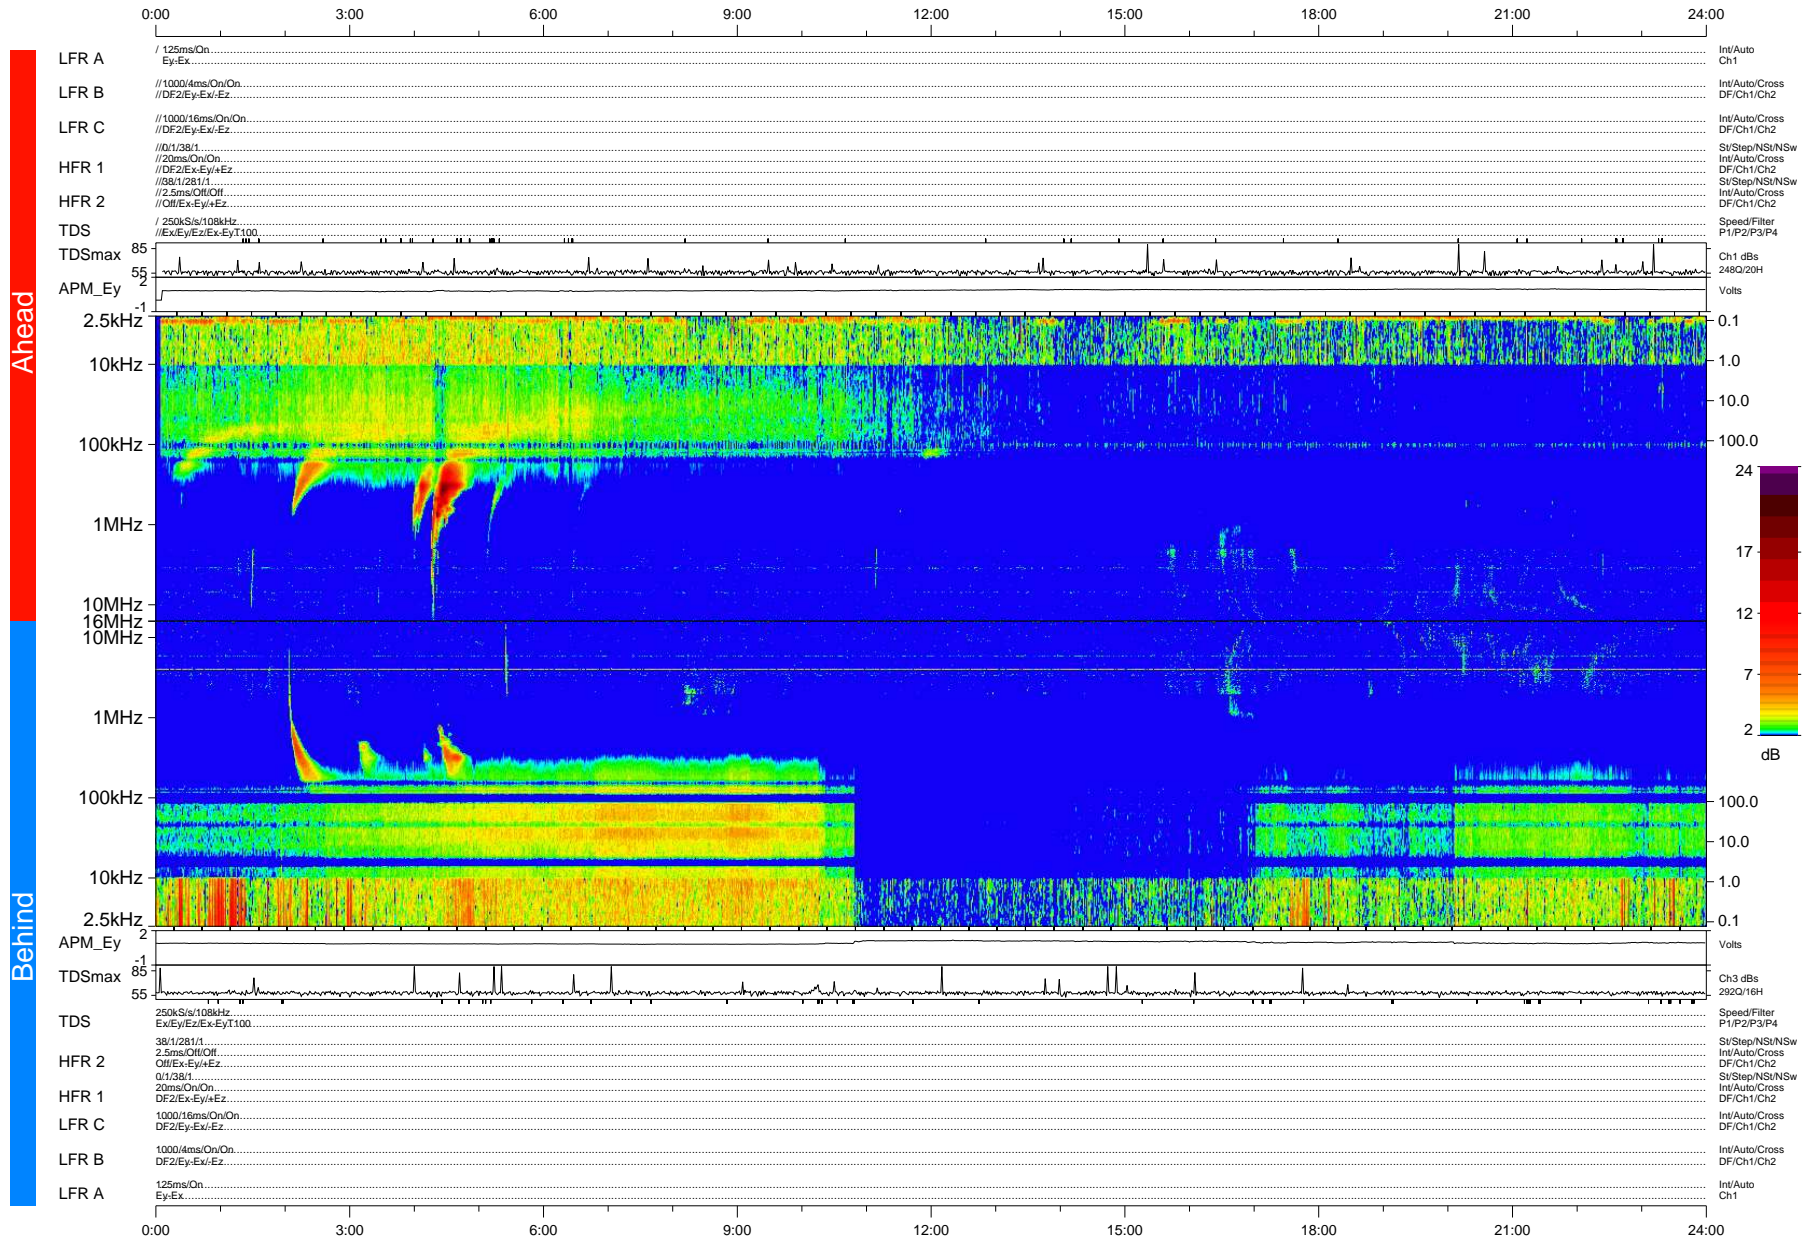 0:00 3:00 6:00 9:00 12:00 15:00 18:00 21:00 24:00
LFR A / 125ms/On Int/Auto
Ey-Ex Ch1
LFR B //1000/4ms/On/On Int/Auto/Cross
//DF2/Ey-Ex/-Ez DF/Ch1/Ch2
LFR C //1000/16ms/On/On Int/Auto/Cross
//DF2/Ey-Ex/-Ez DF/Ch1/Ch2
//0/1/38/1 St/Step/NSt/NSw
HFR 1 //20ms/On/On Int/Auto/Cross
//DF2/Ex-Ey/+Ez DF/Ch1/Ch2
//38/1/281/1 St/Step/NSt/NSw
HFR 2 //2.5ms/Off/Off Int/Auto/Cross
//Off/Ex-Ey/+Ez DF/Ch1/Ch2
TDS / 250kS/s/108kHz Speed/Filter
//Ex/Ey/Ez/Ex-EyT100 P1/P2/P3/P4
TDSmax 85 55 Ch1 dBs
248Q/20H
APM_Ey 2 -1 Volts
Ahead
2.5kHz 0.1
10kHz 1.0
10.0
100kHz 100.0
1MHz
10MHz
16MHz
10MHz
1MHz
100kHz 100.0
10.0
10kHz 1.0
2.5kHz 0.1
24
17
12
7
2
dB
Behind
APM_Ey 2 -1 Volts
TDSmax 85 55 Ch3 dBs
292Q/16H
TDS 250kS/s/108kHz Speed/Filter
Ex/Ey/Ez/Ex-EyT100 P1/P2/P3/P4
38/1/281/1 St/Step/NSt/NSw
HFR 2 2.5ms/Off/Off Int/Auto/Cross
Off/Ex-Ey/+Ez DF/Ch1/Ch2
0/1/38/1 St/Step/NSt/NSw
HFR 1 20ms/On/On Int/Auto/Cross
DF2/Ex-Ey/+Ez DF/Ch1/Ch2
LFR C 1000/16ms/On/On Int/Auto/Cross
DF2/Ey-Ex/-Ez DF/Ch1/Ch2
LFR B 1000/4ms/On/On Int/Auto/Cross
DF2/Ey-Ex/-Ez DF/Ch1/Ch2
LFR A 125ms/On Int/Auto
Ey-Ex Ch1
0:00 3:00 6:00 9:00 12:00 15:00 18:00 21:00 24:00